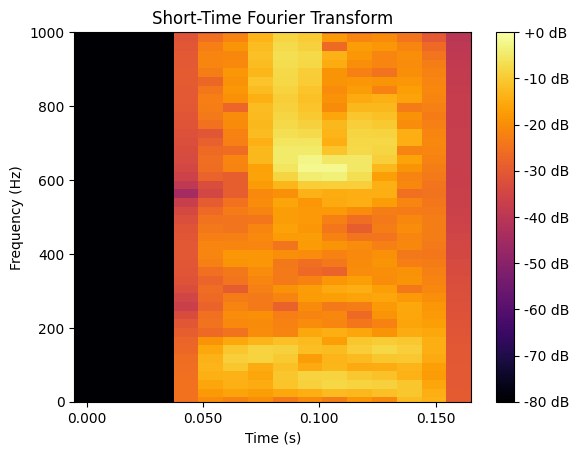 Short-Time Fourier Transform
1000
800
600
400
200
0
Frequency (Hz)
0.000
0.050
0.100
0.150
Time (s)
+0 dB
-10 dB
-20 dB
-30 dB
-40 dB
-50 dB
-60 dB
-70 dB
-80 dB